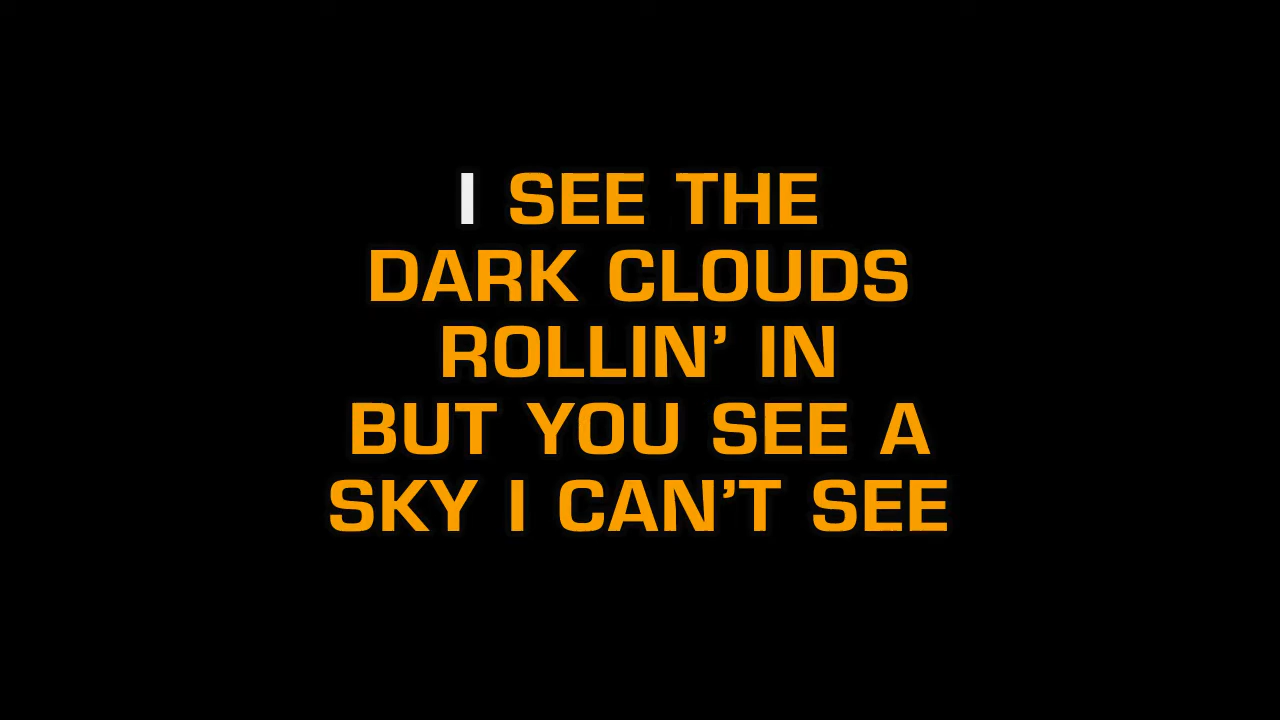 I SEE THE
DARK CLOUDS
ROLLIN’ IN
BUT YOU SEE A
SKY I CAN’T SEE